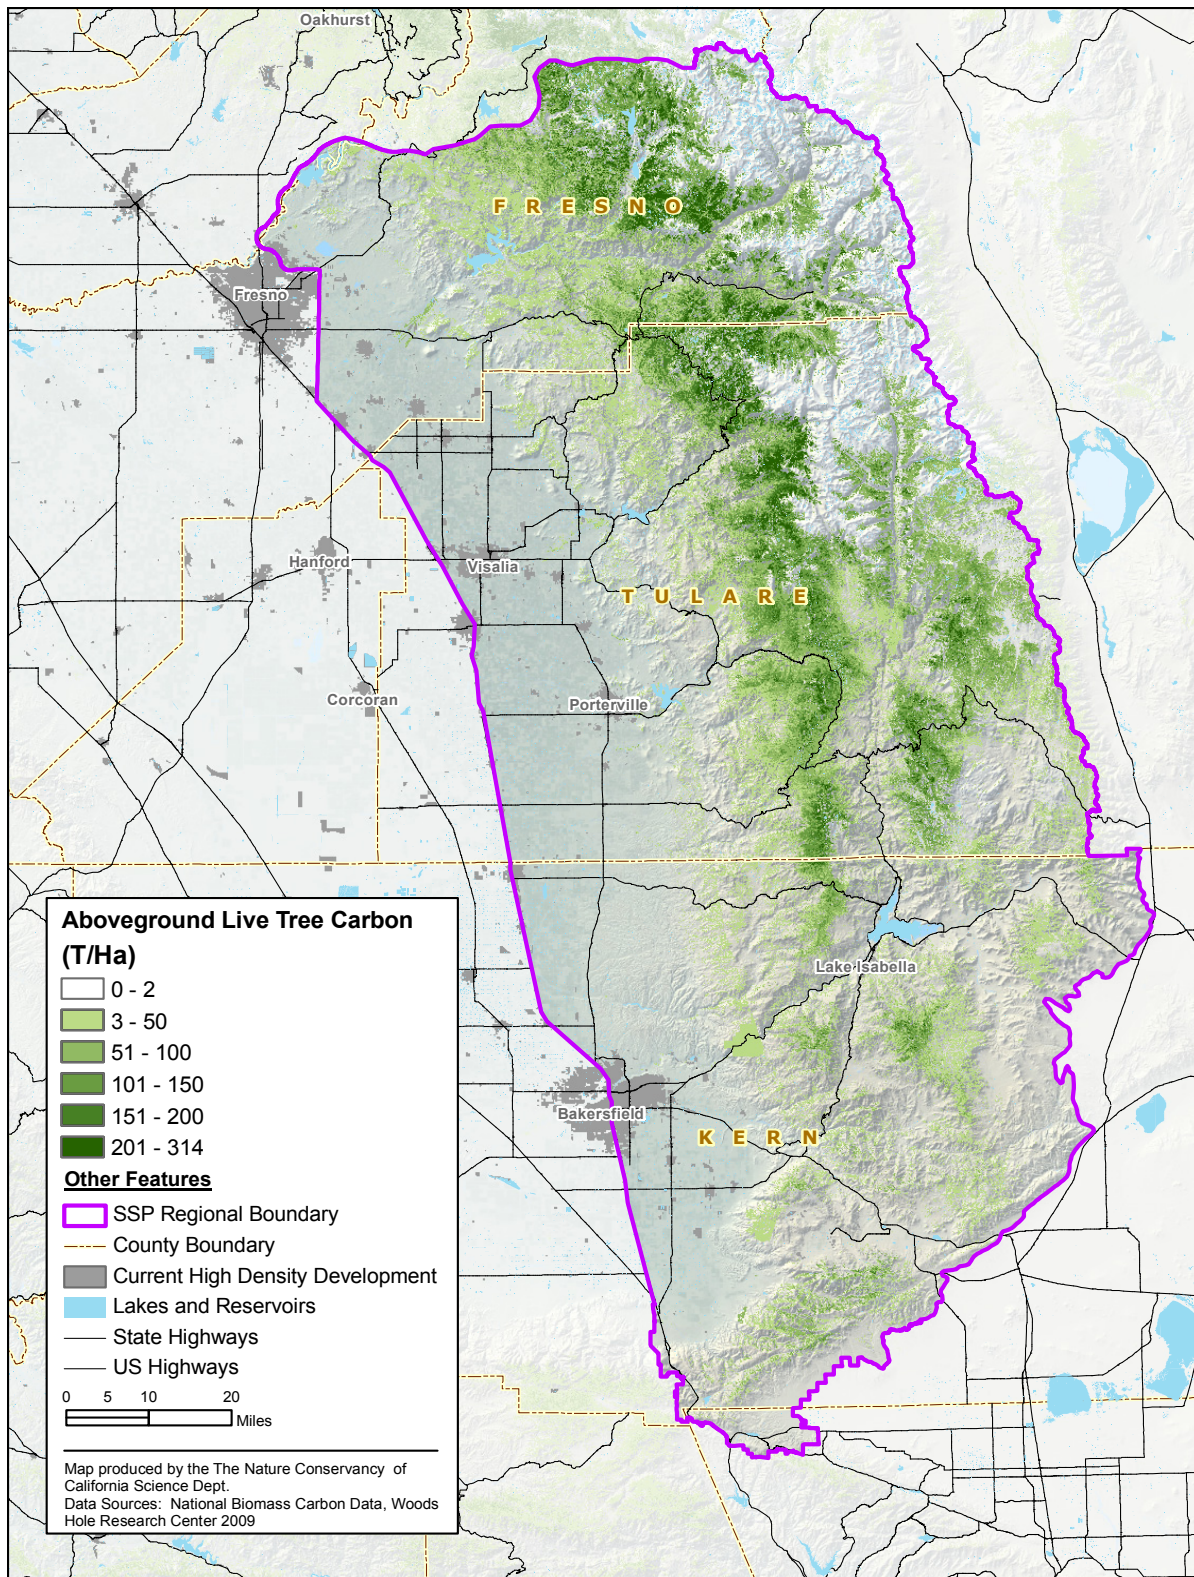 Oakhurst
F R E S N O
Fresno
Hanford
Visalia
T U L A R E
Corcoran
Porterville
Lake Isabella
Bakersfield
K E R N
Aboveground Live Tree Carbon
(T/Ha)
0 - 2
3 - 50
51 - 100
101 - 150
151 - 200
201 - 314
Other Features
SSP Regional Boundary
County Boundary
Current High Density Development
Lakes and Reservoirs
State Highways
US Highways
0 5 10 20
Miles
Map produced by the The Nature Conservancy of
California Science Dept.
Data Sources: National Biomass Carbon Data, Woods
Hole Research Center 2009